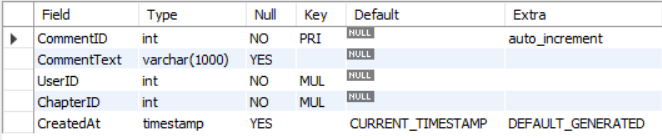 Field Type Null Key Default Extra
CommentID int NO PRI NULL auto_increment
CommentText varchar(1000) YES NULL
UserID int NO MUL NULL
ChapterID int NO MUL NULL
CreatedAt timestamp YES CURRENT_TIMESTAMP DEFAULT_GENERATED